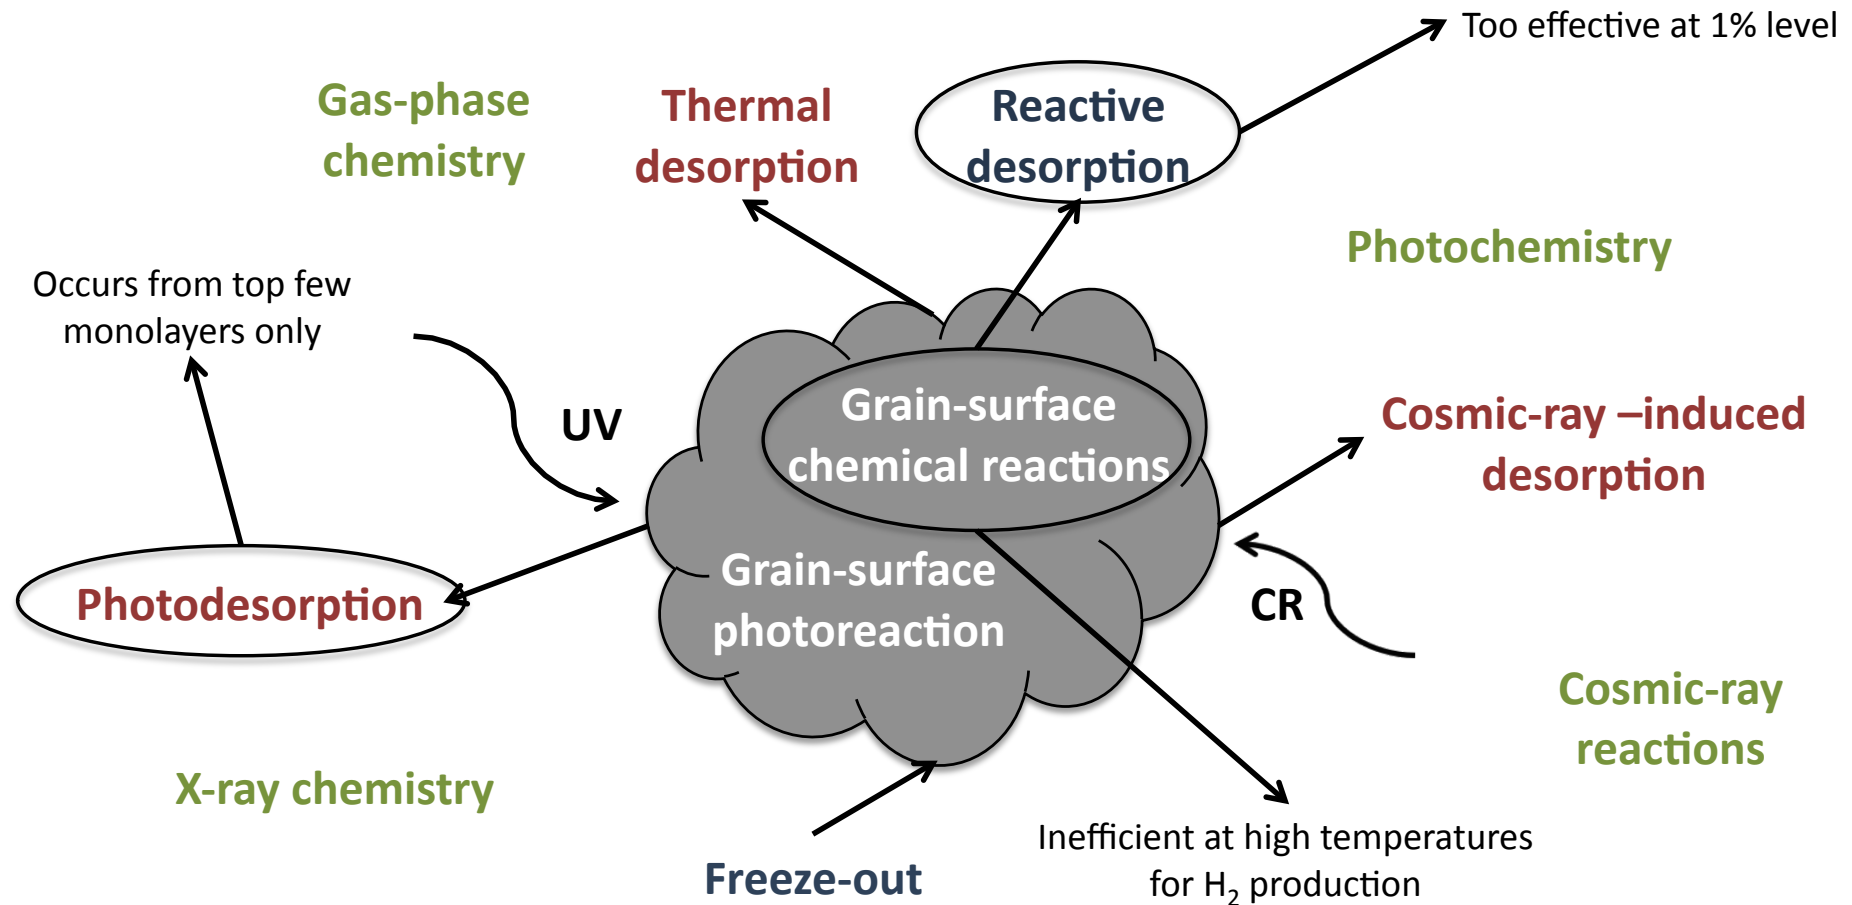 Too effective at 1% level
Gas-phase
chemistry
Thermal
desorption
Reactive
desorption
Photochemistry
Occurs from top few
monolayers only
UV
Grain-surface
chemical reactions
Cosmic-ray –induced
desorption
Photodesorption
Grain-surface
photoreaction
CR
Cosmic-ray
reactions
X-ray chemistry
Freeze-out
Inefficient at high temperatures
for H₂ production